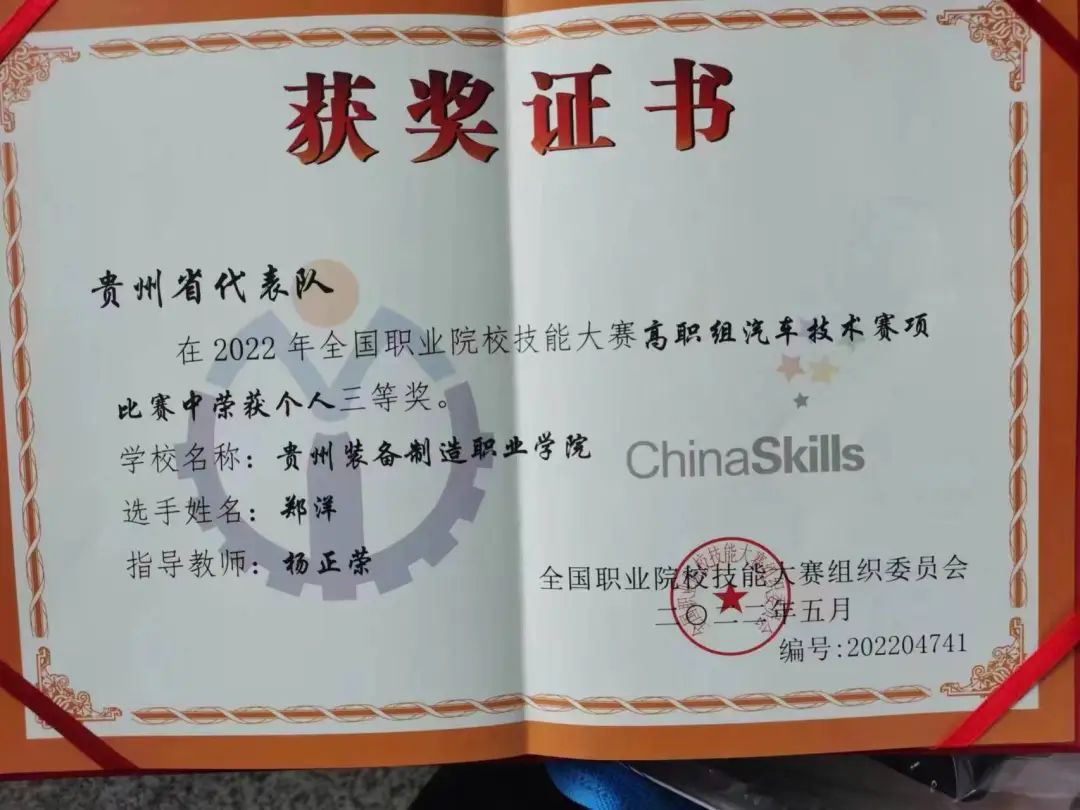 获奖证书
贵州省代表队
在2022年全国职业院校技能大赛高职组汽车技术赛项
比赛中荣获个人三等奖。
学校名称：贵州装备制造职业学院
ChinaSkills
选手姓名：郑洋
指导教师：杨正荣
全国职业院校技能大赛组织委员会
二〇二二年五月
编号:202204741